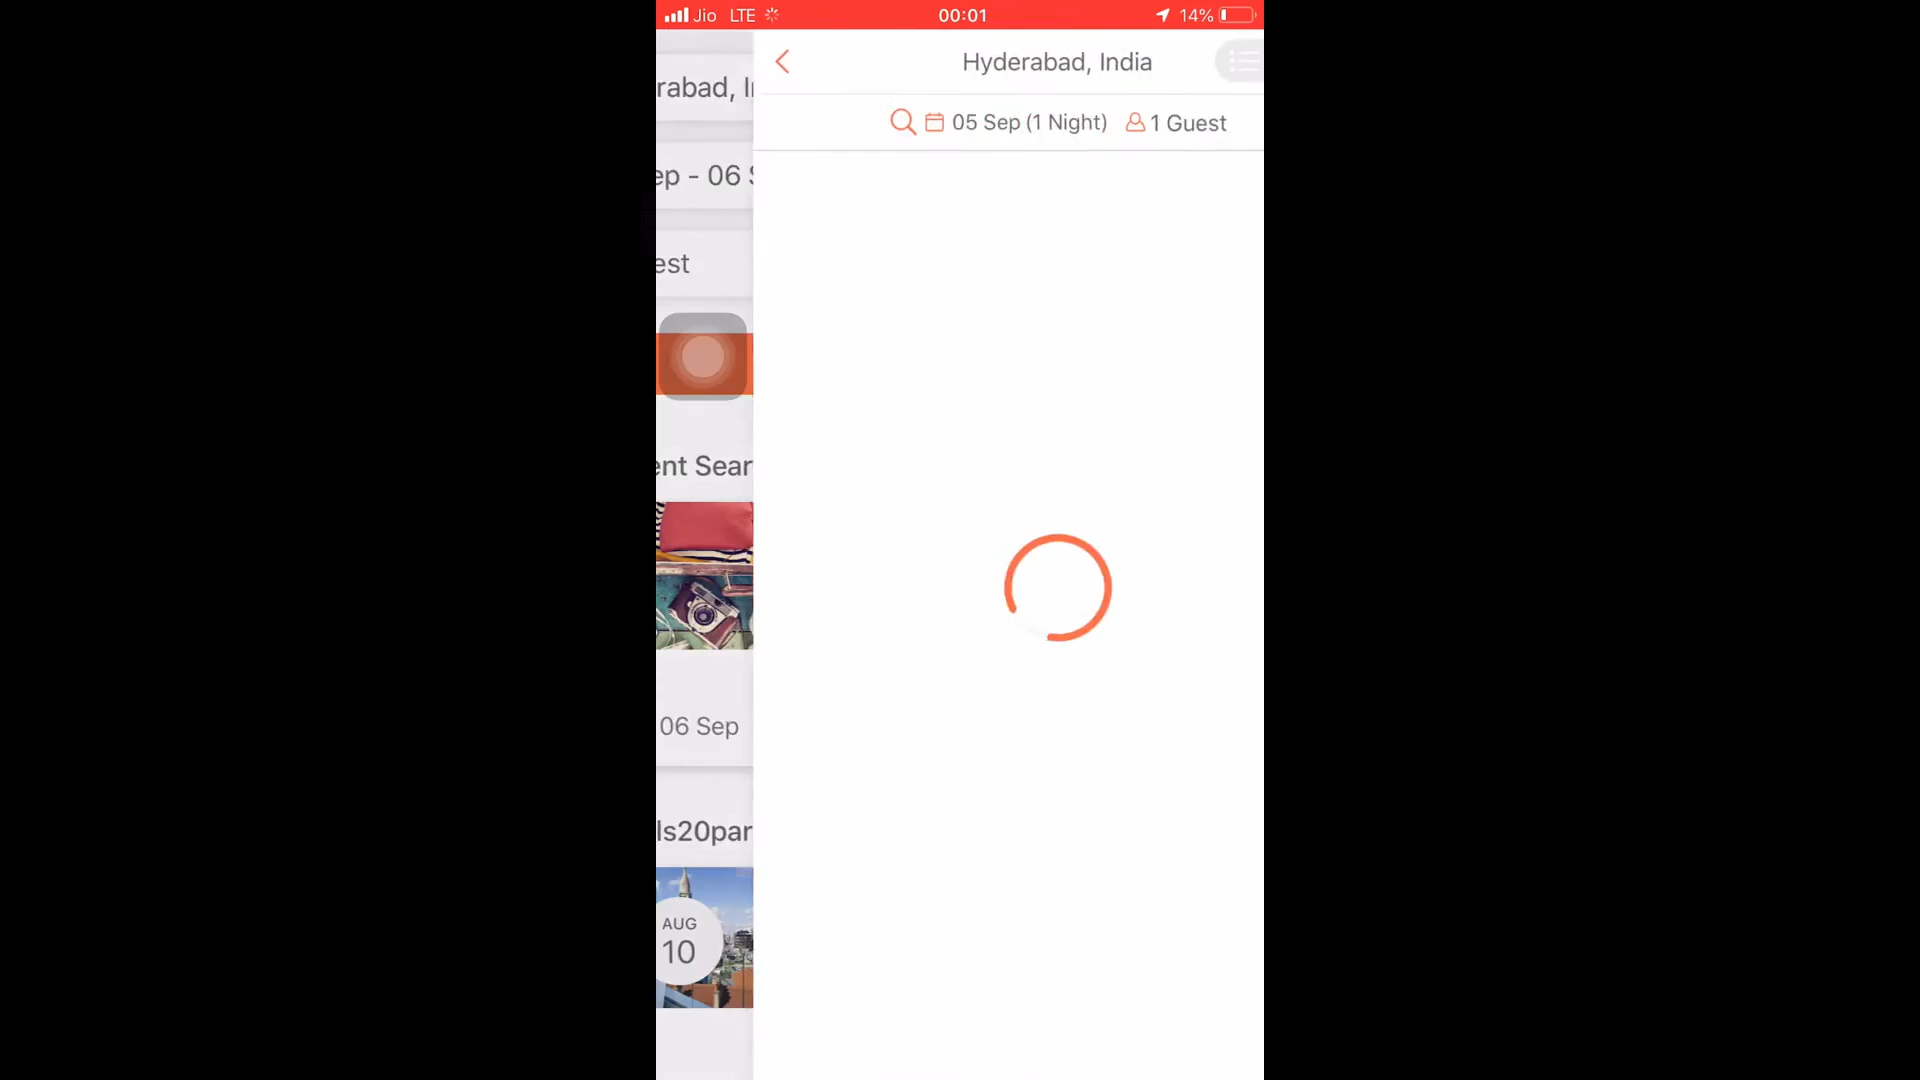 Jio LTE 00:01 14%
Hyderabad, India
05 Sep (1 Night) 1 Guest
rabad, I
ep - 06 S
est
ent Sear
06 Sep
ls20par
AUG
10